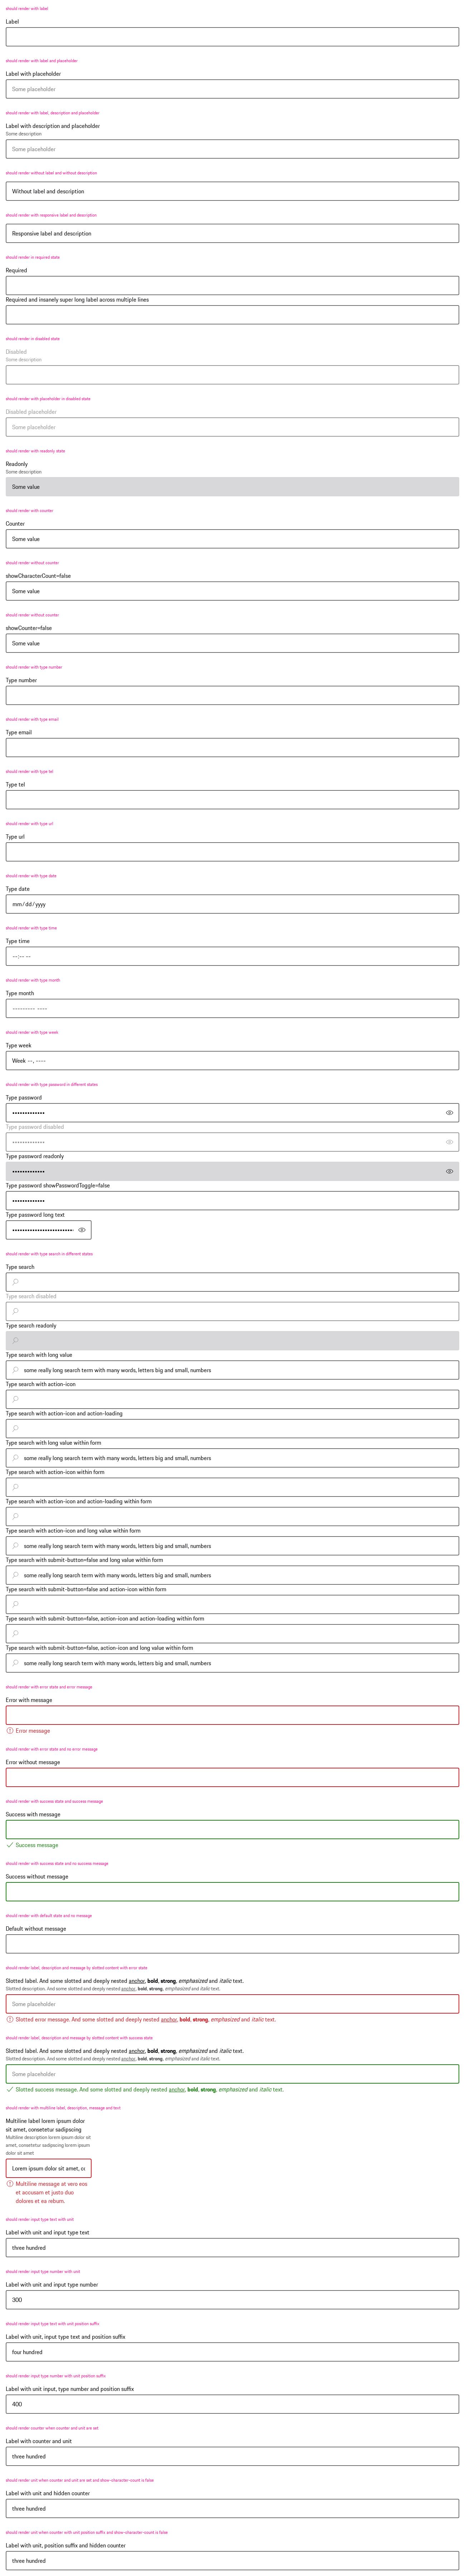 should render with label
Label
should render with label and placeholder
Label with placeholder
Some placeholder
should render with label, description and placeholder
Label with description and placeholder
Some description
Some placeholder
should render without label and without description
Without label and description
should render with responsive label and description
Responsive label and description
should render in required state
Required
Required and insanely super long label across multiple lines
should render in disabled state
Disabled
Some description
should render with placeholder in disabled state
Disabled placeholder
Some placeholder
should render with readonly state
Readonly
Some description
Some value
should render with counter
Counter
Some value
should render without counter
showCharacterCount=false
Some value
should render without counter
showCounter=false
Some value
should render with type number
Type number
should render with type email
Type email
should render with type tel
Type tel
should render with type url
Type url
should render with type date
Type date
mm/dd/yyyy
should render with type time
Type time
--:-- --
should render with type month
Type month
--------- ----
should render with type week
Type week
Week --, ----
should render with type password in different states
Type password
•••••••••••••
Type password disabled
•••••••••••••
Type password readonly
•••••••••••••
Type password showPasswordToggle=false
•••••••••••••
Type password long text
•••••••••••••••••••••••••
should render with type search in different states
Type search
Type search disabled
Type search readonly
Type search with long value
some really long search term with many words, letters big and small, numbers
Type search with action-icon
Type search with action-icon and action-loading
Type search with long value within form
some really long search term with many words, letters big and small, numbers
Type search with action-icon within form
Type search with action-icon and action-loading within form
Type search with action-icon and long value within form
some really long search term with many words, letters big and small, numbers
Type search with submit-button=false and long value within form
some really long search term with many words, letters big and small, numbers
Type search with submit-button=false and action-icon within form
Type search with submit-button=false, action-icon and action-loading within form
Type search with submit-button=false, action-icon and long value within form
some really long search term with many words, letters big and small, numbers
should render with error state and error message
Error with message
Error message
should render with error state and no error message
Error without message
should render with success state and success message
Success with message
Success message
should render with success state and no success message
Success without message
should render with default state and no message
Default without message
should render label, description and message by slotted content with error state
Slotted label. And some slotted and deeply nested anchor, bold, strong, emphasized and italic text.
Slotted description. And some slotted and deeply nested anchor, bold, strong, emphasized and italic text.
Some placeholder
Slotted error message. And some slotted and deeply nested anchor, bold, strong, emphasized and italic text.
should render label, description and message by slotted content with success state
Slotted label. And some slotted and deeply nested anchor, bold, strong, emphasized and italic text.
Slotted description. And some slotted and deeply nested anchor, bold, strong, emphasized and italic text.
Some placeholder
Slotted success message. And some slotted and deeply nested anchor, bold, strong, emphasized and italic text.
should render with multiline label, description, message and text
Multiline label lorem ipsum dolor
sit amet, consetetur sadipscing
Multiline description lorem ipsum dolor sit
amet, consetetur sadipscing lorem ipsum
dolor sit amet
Lorem ipsum dolor sit amet, co
Multiline message at vero eos
et accusam et justo duo
dolores et ea rebum.
should render input type text with unit
Label with unit and input type text
three hundred
should render input type number, with unit
Label with unit and input type number
300
should render input type text with unit position suffix
Label with unit, input type text and position suffix
four hundred
should render input type number with unit position suffix
Label with unit input, type number and position suffix
400
should render counter when counter and unit are set
Label with counter and unit
three hundred
should render unit when counter and unit are set and show-character-count is false
Label with unit and hidden counter
three hundred
should render unit when counter with unit position suffix and show-character-count is false
Label with unit, position suffix and hidden counter
three hundred